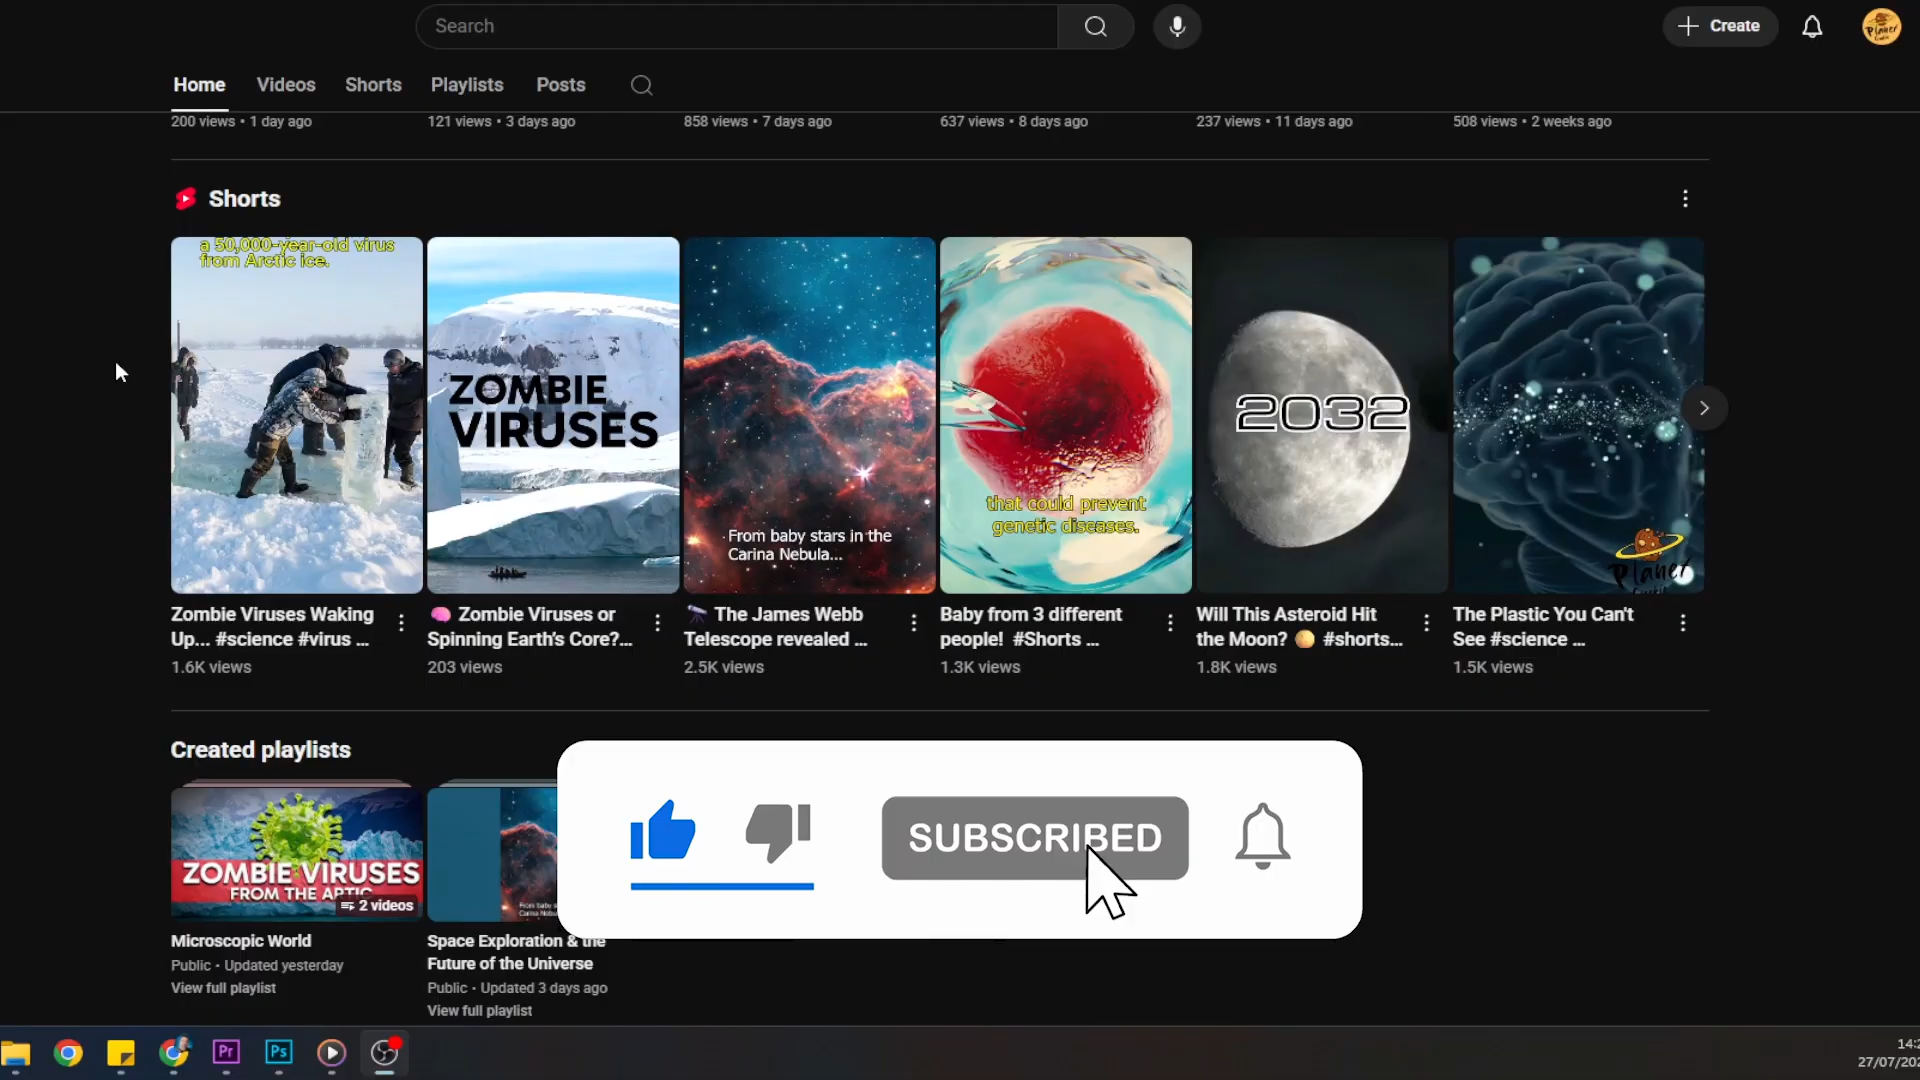 Search
Create
Home Videos Shorts Playlists Posts
200 views • 1 day ago
121 views • 3 days ago
858 views • 7 days ago
637 views • 8 days ago
237 views • 11 days ago
508 views • 2 weeks ago
Shorts
a 50,000-year-old virus
from Arctic ice.
ZOMBIE
VIRUSES
From baby stars in the
Carina Nebula...
that could prevent
genetic diseases.
2032
Planet
Zombie Viruses Waking
Up... #science #virus ...
1.6K views
Zombie Viruses or
Spinning Earth's Core?...
203 views
The James Webb
Telescope revealed ...
2.5K views
Baby from 3 different
people! #Shorts ...
1.3K views
Will This Asteroid Hit
the Moon? #shorts...
1.8K views
The Plastic You Can't
See #science ...
1.5K views
Created playlists
ZOMBIE VIRUSES
FROM THE ARTIC
2 videos
SUBSCRIBED
Microscopic World
Public • Updated yesterday
View full playlist
Space Exploration & the
Future of the Universe
Public • Updated 3 days ago
View full playlist
Pr
Ps